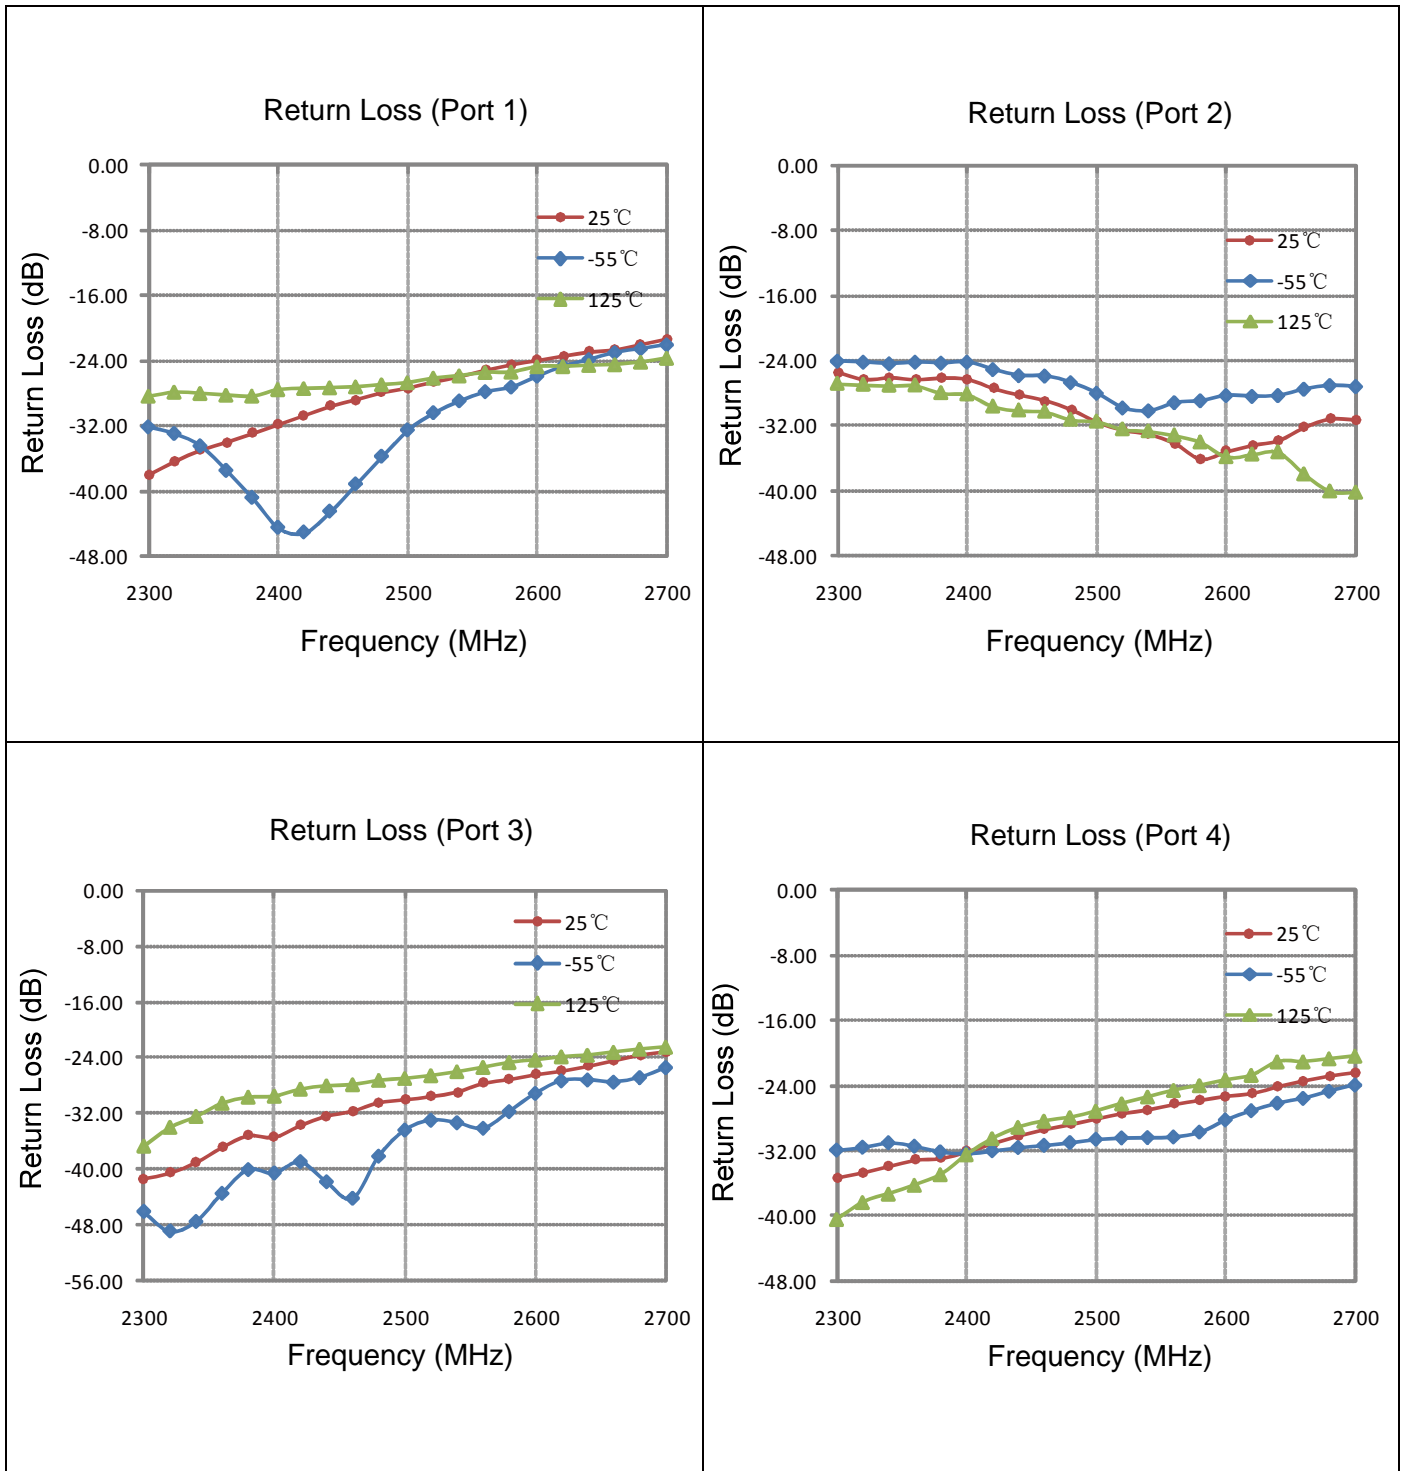 Return Loss (Port 1)
Return Loss (dB)
0.00
-8.00
-16.00
-24.00
-32.00
-40.00
-48.00
25℃
-55℃
125℃
2300 2400 2500 2600 2700
Frequency (MHz)
Return Loss (Port 2)
Return Loss (dB)
0.00
-8.00
-16.00
-24.00
-32.00
-40.00
-48.00
25℃
-55℃
125℃
2300 2400 2500 2600 2700
Frequency (MHz)
Return Loss (Port 3)
Return Loss (dB)
0.00
-8.00
-16.00
-24.00
-32.00
-40.00
-48.00
-56.00
25℃
-55℃
125℃
2300 2400 2500 2600 2700
Frequency (MHz)
Return Loss (Port 4)
Return Loss (dB)
0.00
-8.00
-16.00
-24.00
-32.00
-40.00
-48.00
25℃
-55℃
125℃
2300 2400 2500 2600 2700
Frequency (MHz)